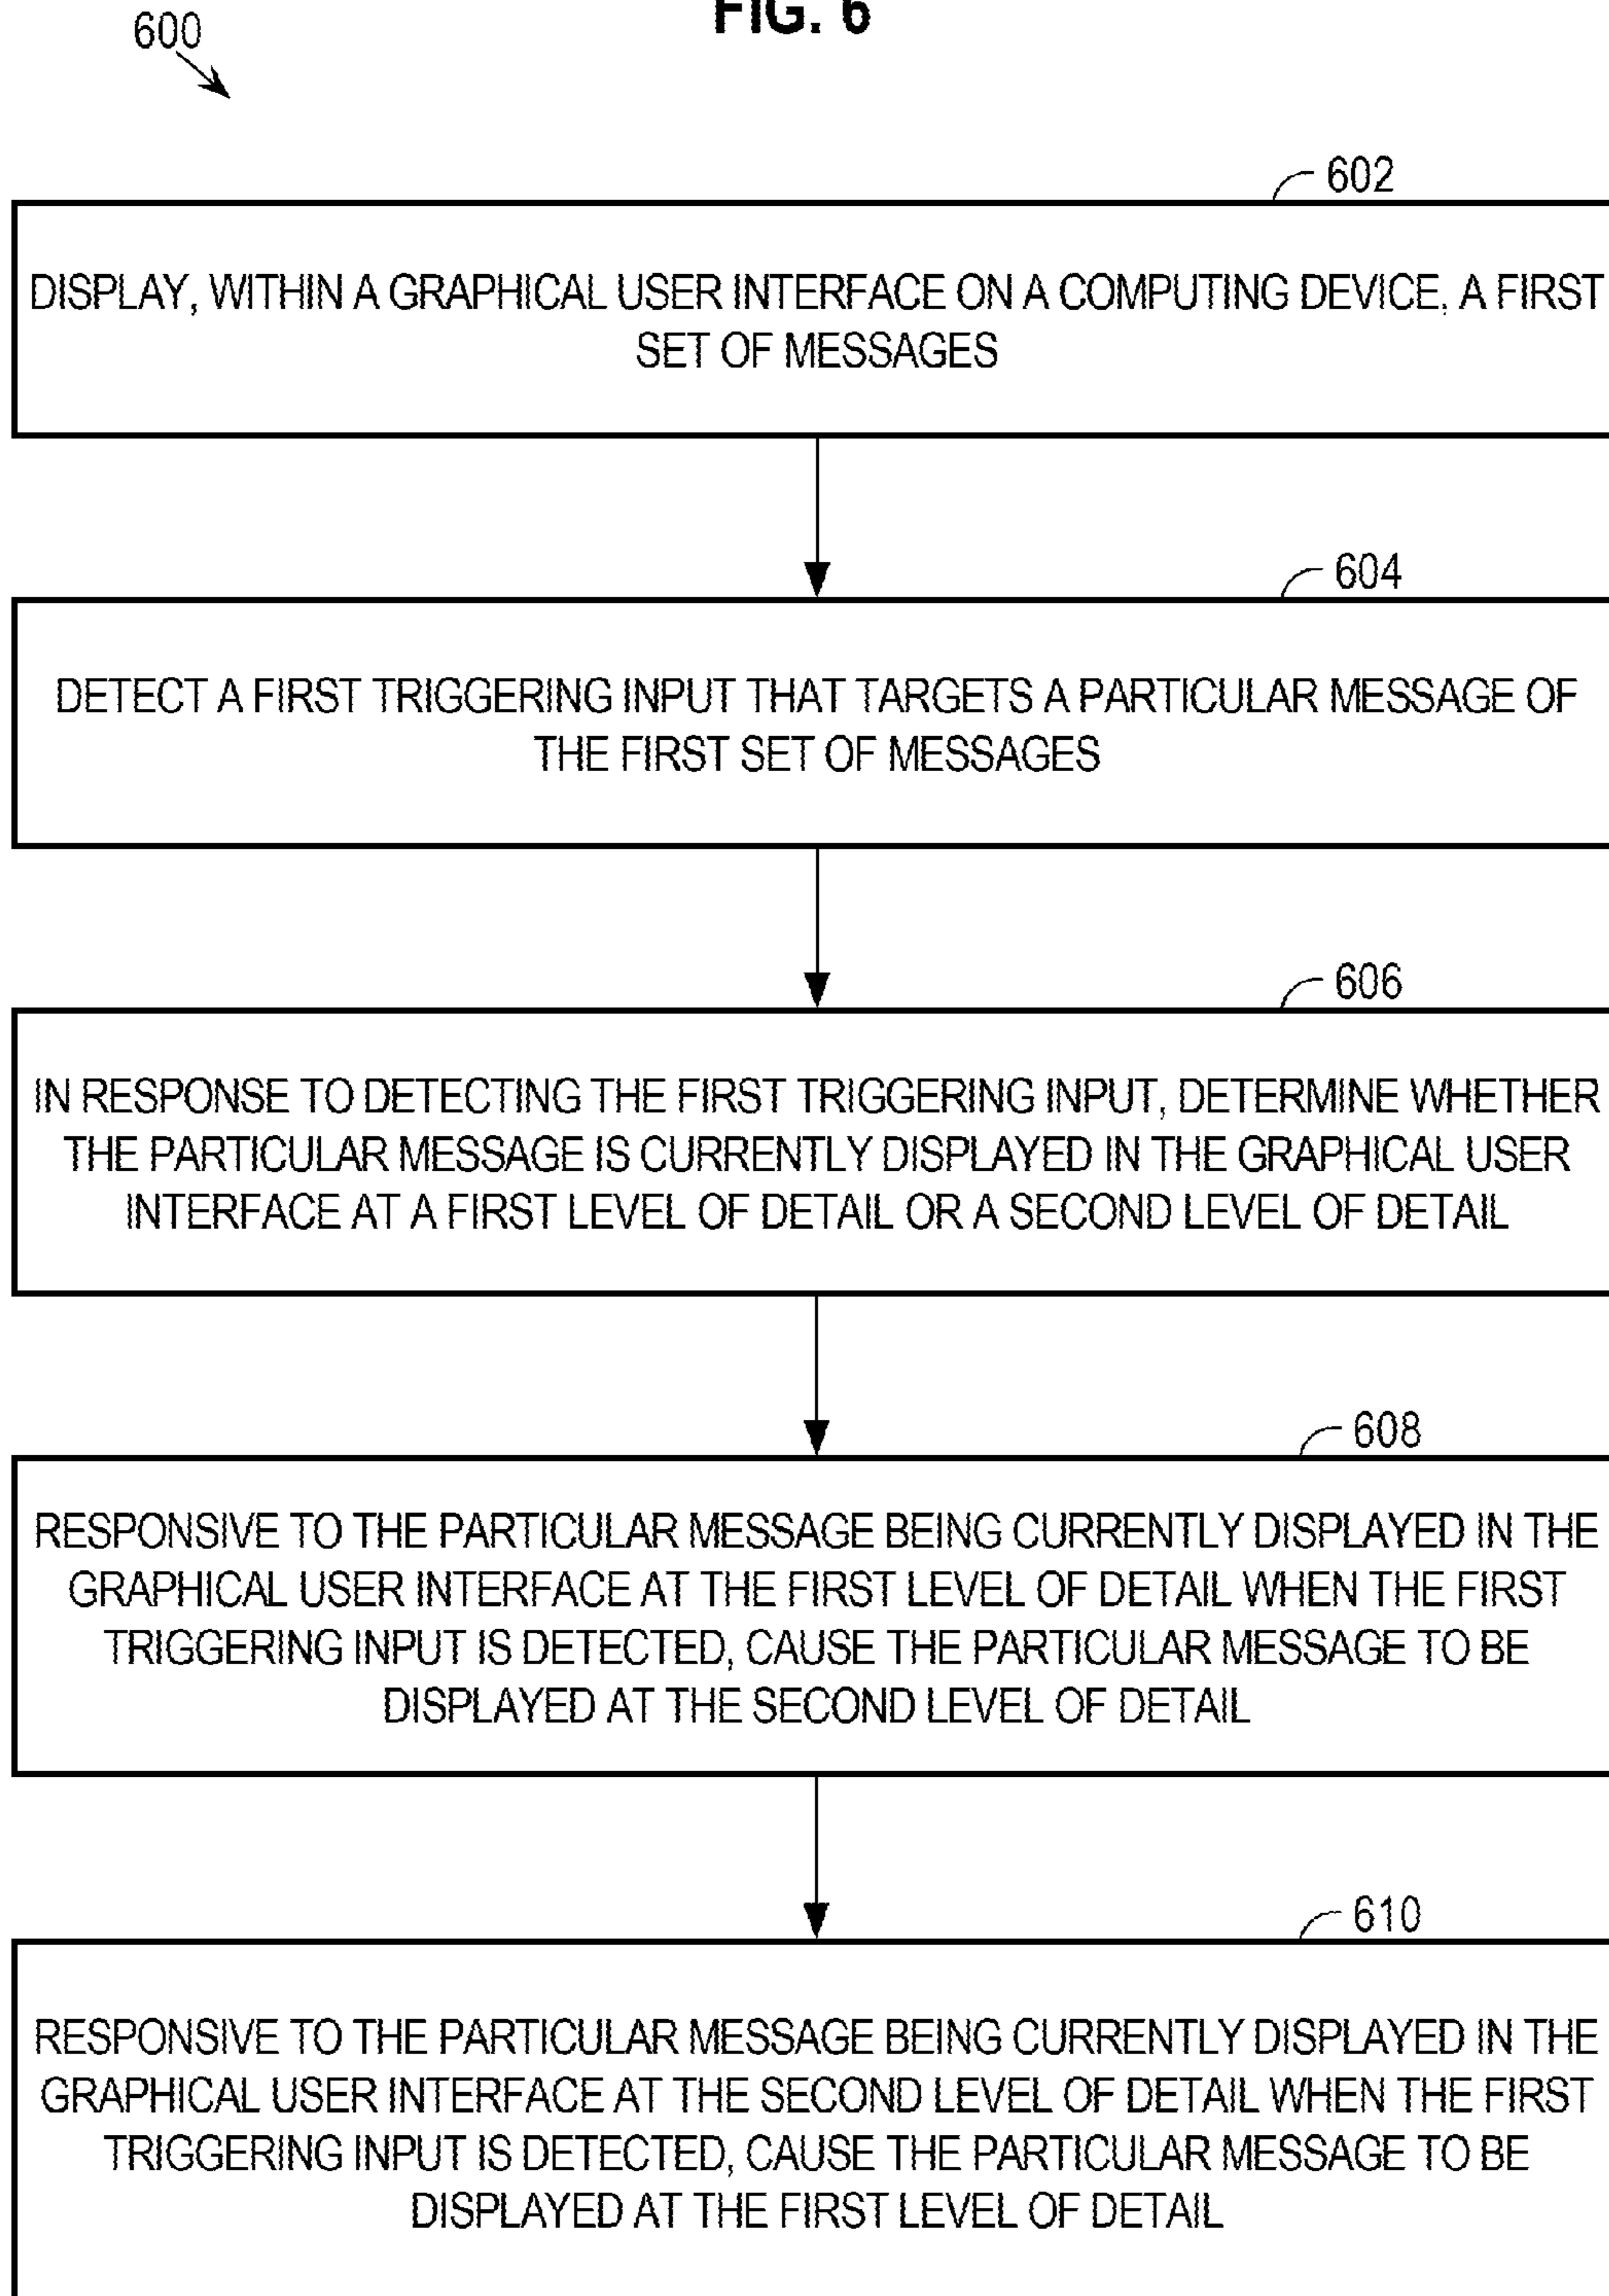 FIG. 6
600
602
DISPLAY, WITHIN A GRAPHICAL USER INTERFACE ON A COMPUTING DEVICE, A FIRST
SET OF MESSAGES
604
DETECT A FIRST TRIGGERING INPUT THAT TARGETS A PARTICULAR MESSAGE OF
THE FIRST SET OF MESSAGES
606
IN RESPONSE TO DETECTING THE FIRST TRIGGERING INPUT, DETERMINE WHETHER
THE PARTICULAR MESSAGE IS CURRENTLY DISPLAYED IN THE GRAPHICAL USER
INTERFACE AT A FIRST LEVEL OF DETAIL OR A SECOND LEVEL OF DETAIL
608
RESPONSIVE TO THE PARTICULAR MESSAGE BEING CURRENTLY DISPLAYED IN THE
GRAPHICAL USER INTERFACE AT THE FIRST LEVEL OF DETAIL WHEN THE FIRST
TRIGGERING INPUT IS DETECTED, CAUSE THE PARTICULAR MESSAGE TO BE
DISPLAYED AT THE SECOND LEVEL OF DETAIL
610
RESPONSIVE TO THE PARTICULAR MESSAGE BEING CURRENTLY DISPLAYED IN THE
GRAPHICAL USER INTERFACE AT THE SECOND LEVEL OF DETAIL WHEN THE FIRST
TRIGGERING INPUT IS DETECTED, CAUSE THE PARTICULAR MESSAGE TO BE
DISPLAYED AT THE FIRST LEVEL OF DETAIL